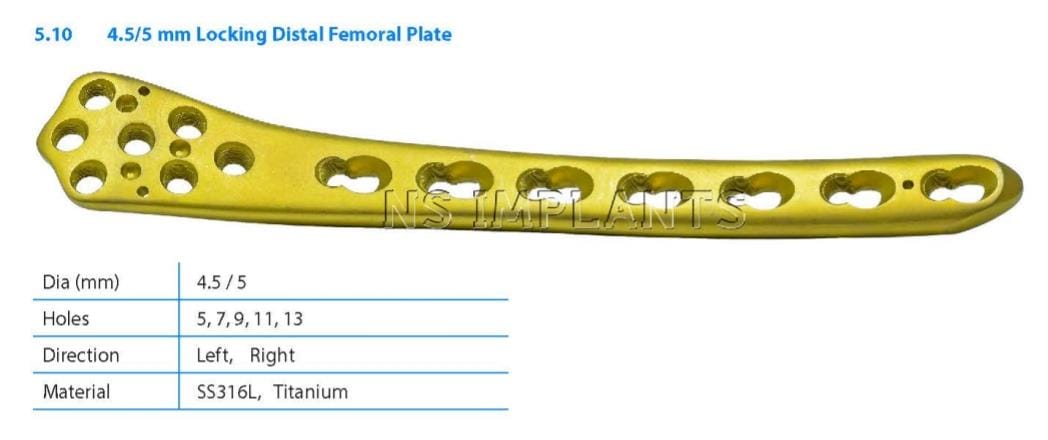 5.10 4.5/5 mm Locking Distal Femoral Plate
NS IMPLANTS
Dia (mm) 4.5 / 5
Holes 5, 7, 9, 11, 13
Direction Left, Right
Material SS316L, Titanium